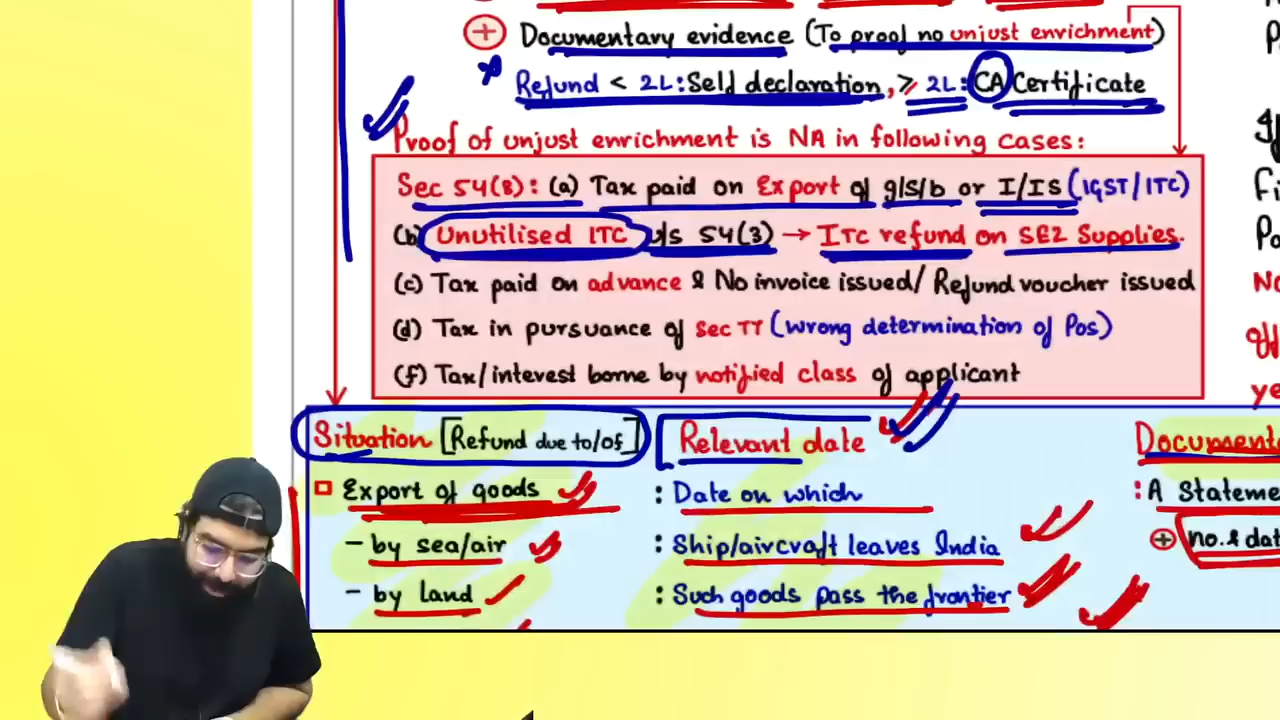 ⊕ Documentary evidence (To proof no unjust enrichment)
* Refund < 2L: Self declaration, ≥ 2L: CA Certificate
Proof of unjust enrichment is NA in following cases:
Sec 54(8): (a) Tax paid on Export of g/s/b or I/IS (IGST/ITC)
(b) Unutilised ITC u/s 54(3) → ITC refund on SEZ Supplies.
(c) Tax paid on advance & No invoice issued/ Refund voucher issued
(d) Tax in pursuance of Sec 77 (wrong determination of Pos)
(f) Tax/interest borne by notified class of applicant
Situation [Refund due to/of] Relevant date Document
Export of goods : Date on which : A Stateme
- by sea/air : Ship/aircraft leaves India ⊕ no. & dat
- by land : Such goods pass the frontier